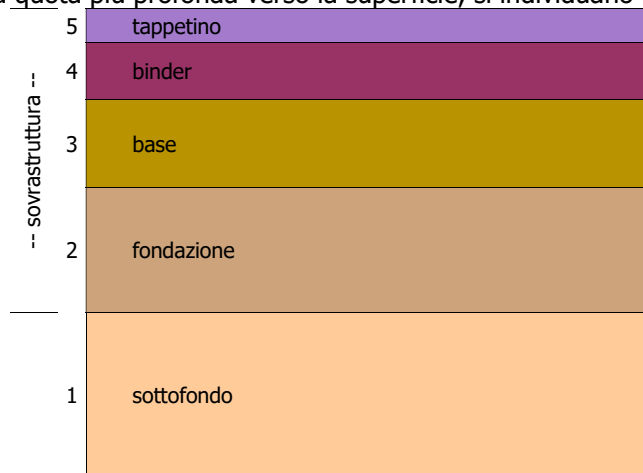 quota più profonda verso la superficie, si individuano
5 tappetino
4 binder
3 base
2 fondazione
1 sottofondo
-- sovrastruttura --